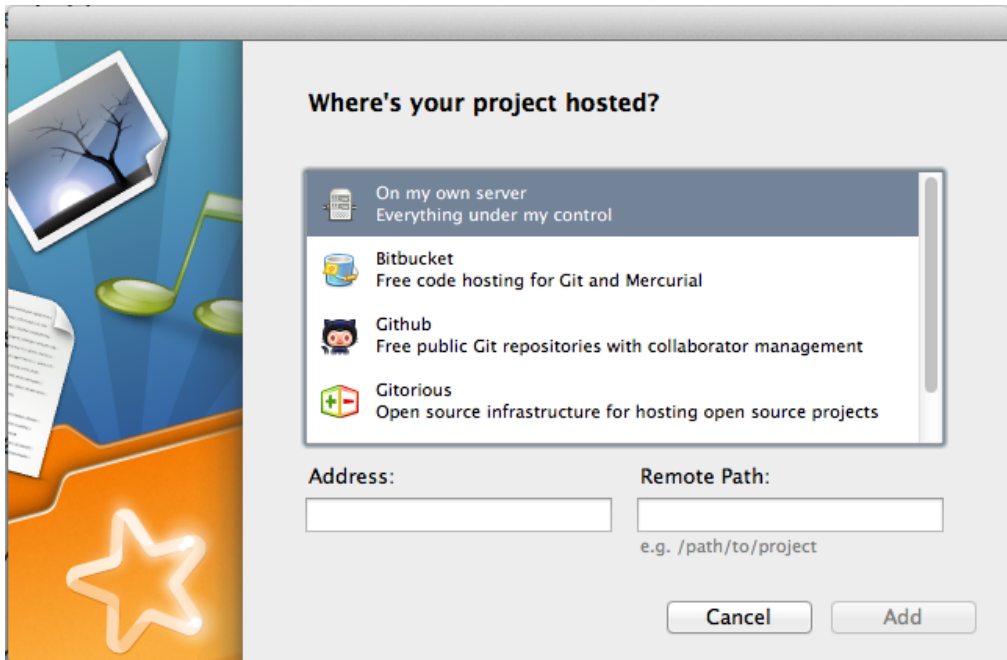 Where's your project hosted?
On my own server
Everything under my control
Bitbucket
Free code hosting for Git and Mercurial
Github
Free public Git repositories with collaborator management
Gitorious
Open source infrastructure for hosting open source projects
Address:
Remote Path:
e.g. /path/to/project
Cancel
Add